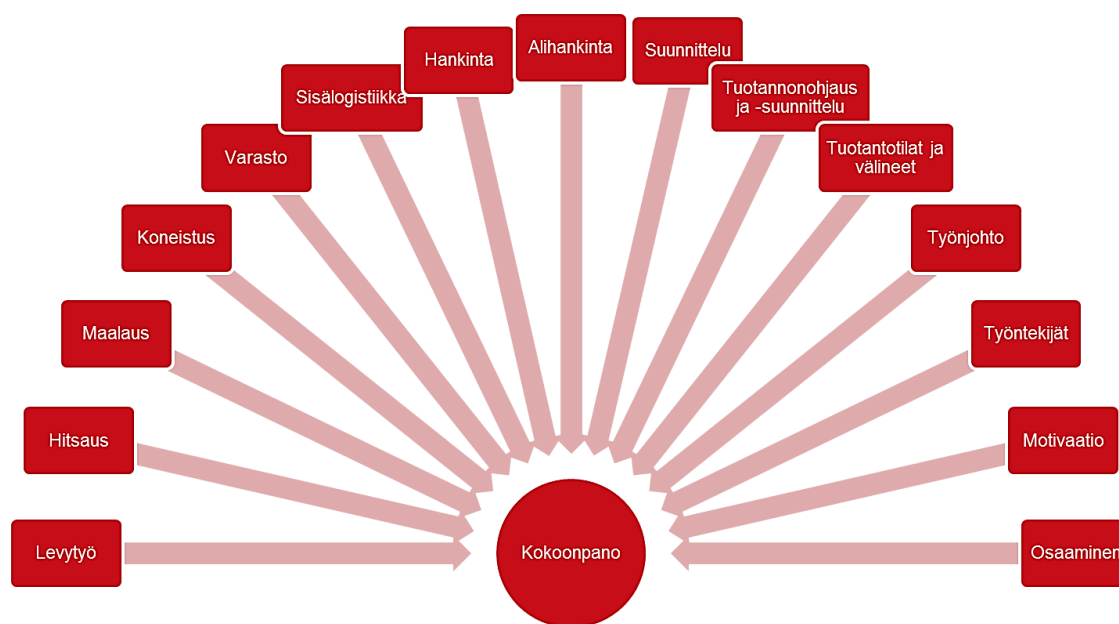 Levytyö
Hitsaus
Maalaus
Koneistus
Varasto
Sisälogistiikka
Hankinta
Alihankinta
Suunnittelu
Tuotannonohjaus
ja -suunnittelu
Tuotantotilat ja
välineet
Työnjohto
Työntekijät
Motivaatio
Osaaminen
Kokoonpano